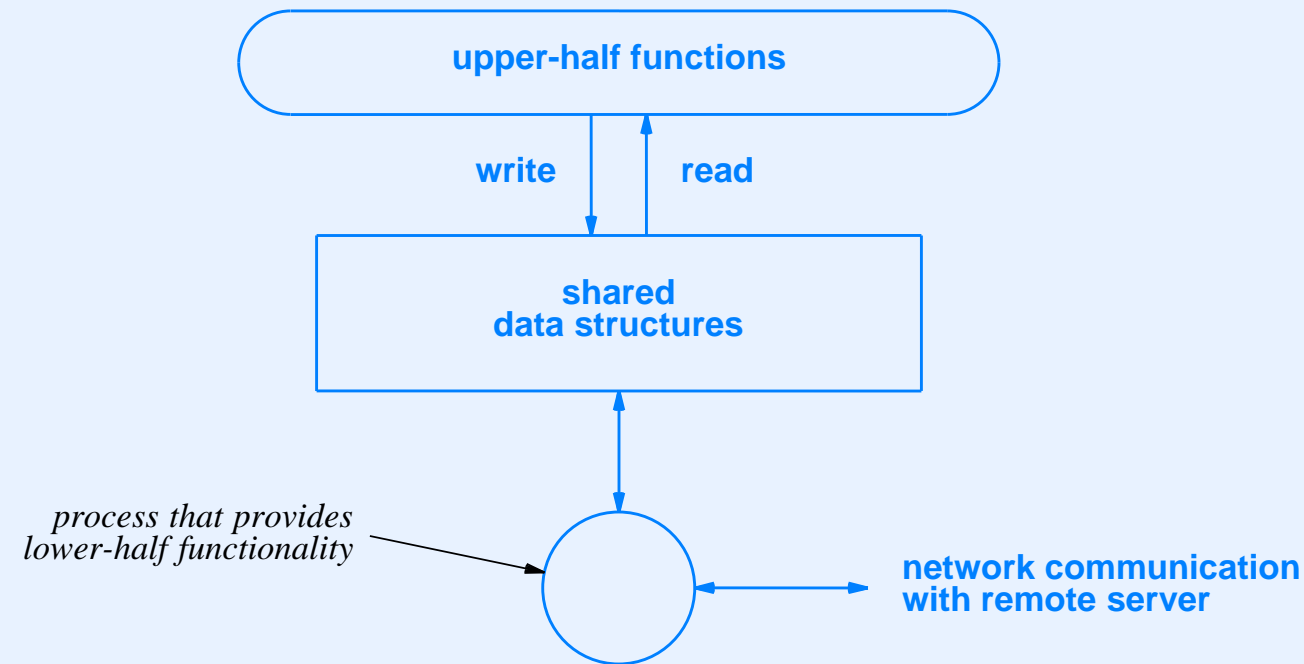 upper-half functions
write
read
shared
data structures
process that provides
lower-half functionality
network communication
with remote server